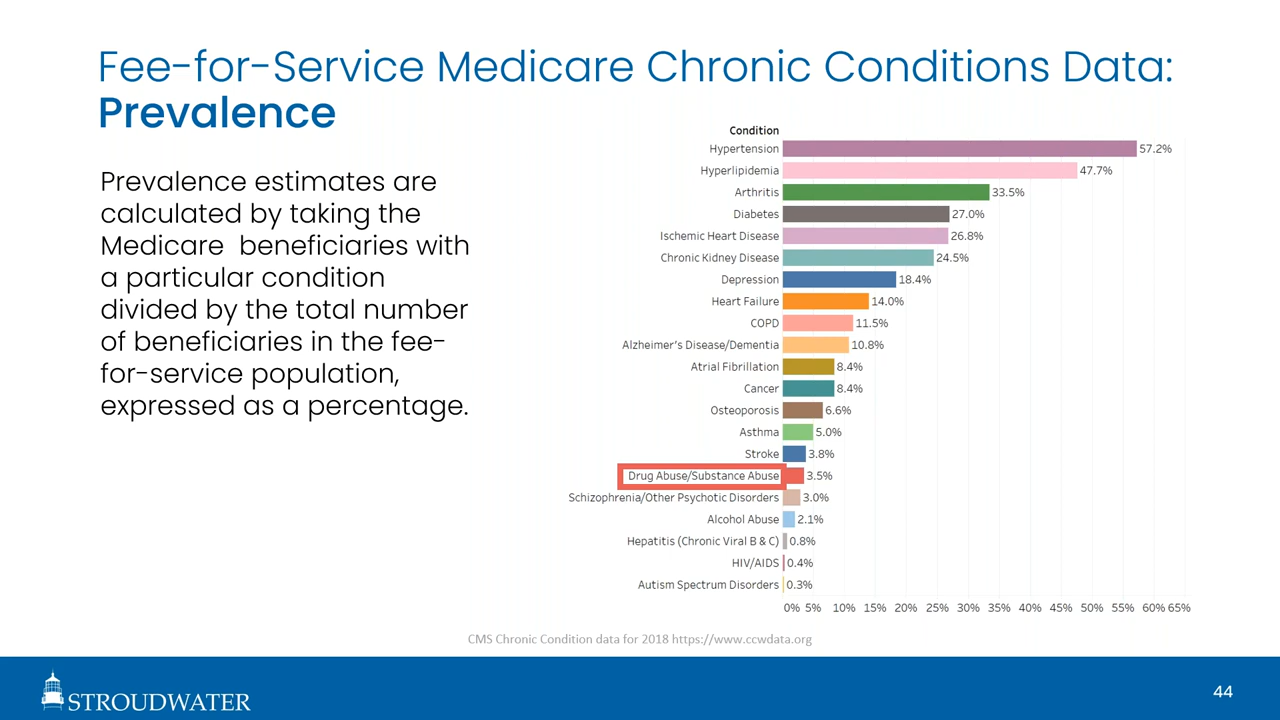 Fee-for-Service Medicare Chronic Conditions Data:
Prevalence
Prevalence estimates are
calculated by taking the
Medicare  beneficiaries with
a particular condition
divided by the total number
of beneficiaries in the fee-
for-service population,
expressed as a percentage.
Condition
Hypertension 57.2%
Hyperlipidemia 47.7%
Arthritis 33.5%
Diabetes 27.0%
Ischemic Heart Disease 26.8%
Chronic Kidney Disease 24.5%
Depression 18.4%
Heart Failure 14.0%
COPD 11.5%
Alzheimer's Disease/Dementia 10.8%
Atrial Fibrillation 8.4%
Cancer 8.4%
Osteoporosis 6.6%
Asthma 5.0%
Stroke 3.8%
Drug Abuse/Substance Abuse 3.5%
Schizophrenia/Other Psychotic Disorders 3.0%
Alcohol Abuse 2.1%
Hepatitis (Chronic Viral B & C) 0.8%
HIV/AIDS 0.4%
Autism Spectrum Disorders 0.3%
0% 5% 10% 15% 20% 25% 30% 35% 40% 45% 50% 55% 60% 65%
CMS Chronic Condition data for 2018 https://www.ccwdata.org
STROUDWATER
44